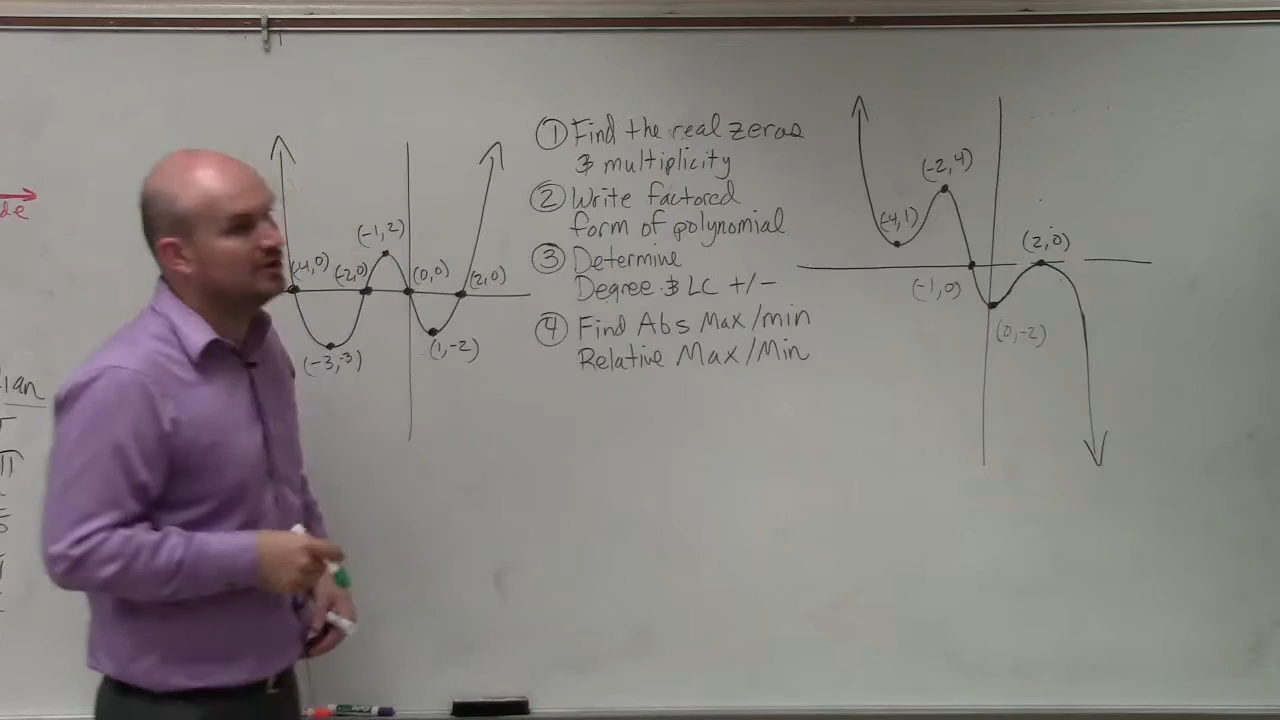 ① Find the real zeros
& multiplicity
② Write factored
form of polynomial
③ Determine
Degree & LC +/−
④ Find Abs Max/min
Relative Max/Min
(-4,0)
(-2,0)
(-1,2)
(0,0)
(2,0)
(-3,-3)
(1,-2)
(-2,4)
(-4,1)
(2,0)
(-1,0)
(0,-2)